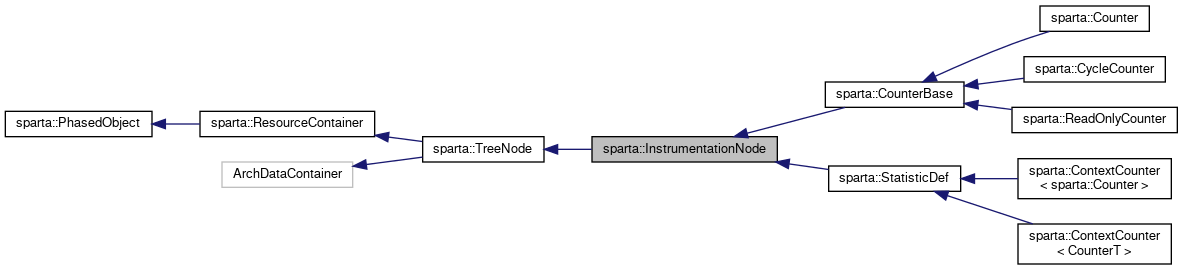 sparta::PhasedObject
sparta::ResourceContainer
ArchDataContainer
sparta::TreeNode
sparta::InstrumentationNode
sparta::CounterBase
sparta::StatisticDef
sparta::Counter
sparta::CycleCounter
sparta::ReadOnlyCounter
sparta::ContextCounter
< sparta::Counter >
sparta::ContextCounter
< CounterT >